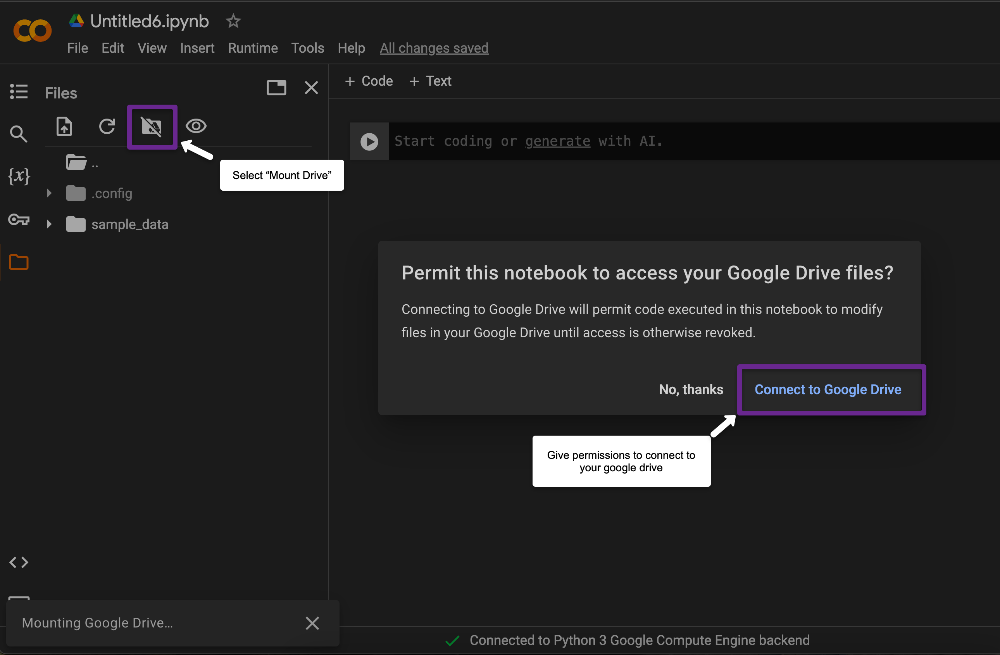 Untitled6.ipynb
File Edit View Insert Runtime Tools Help All changes saved
Files
+ Code + Text
Start coding or generate with AI.
..
Select “Mount Drive”
{x}
.config
sample_data
Permit this notebook to access your Google Drive files?
Connecting to Google Drive will permit code executed in this notebook to modify
files in your Google Drive until access is otherwise revoked.
No, thanks
Connect to Google Drive
Give permissions to connect to
your google drive
Mounting Google Drive...
Connected to Python 3 Google Compute Engine backend